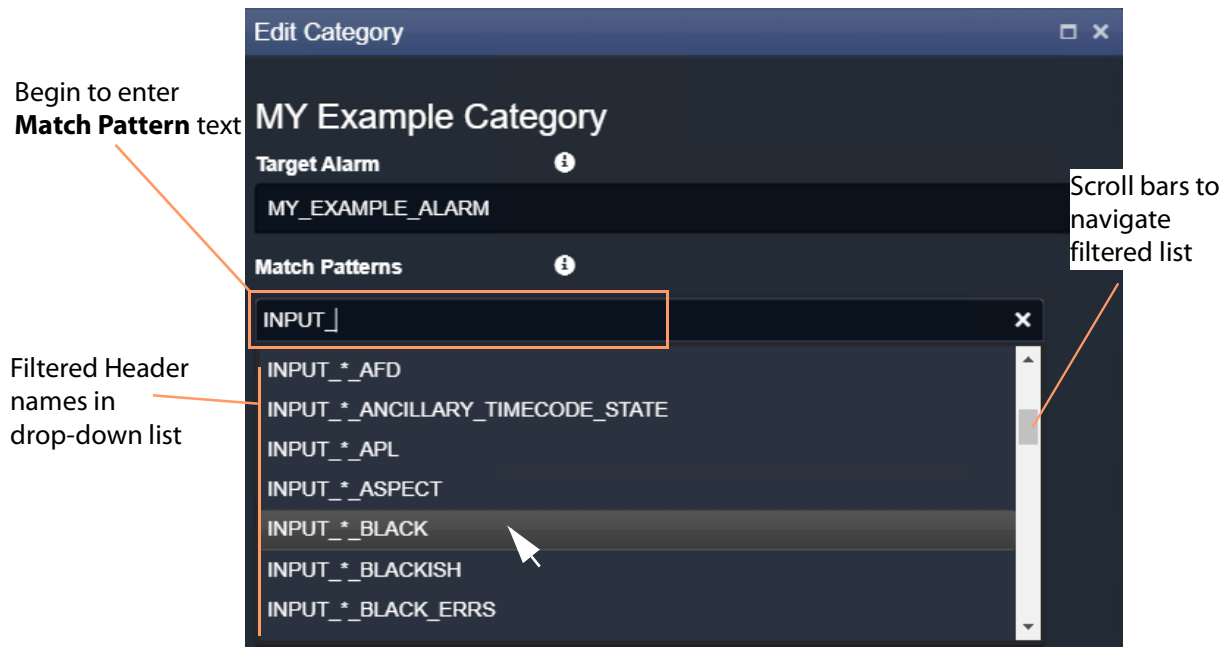 Edit Category
Begin to enter
Match Pattern text
MY Example Category
Target Alarm
MY_EXAMPLE_ALARM
Scroll bars to
navigate
filtered list
Match Patterns
INPUT_
Filtered Header
names in
drop-down list
INPUT_*_AFD
INPUT_*_ANCILLARY_TIMECODE_STATE
INPUT_*_APL
INPUT_*_ASPECT
INPUT_*_BLACK
INPUT_*_BLACKISH
INPUT_*_BLACK_ERRS